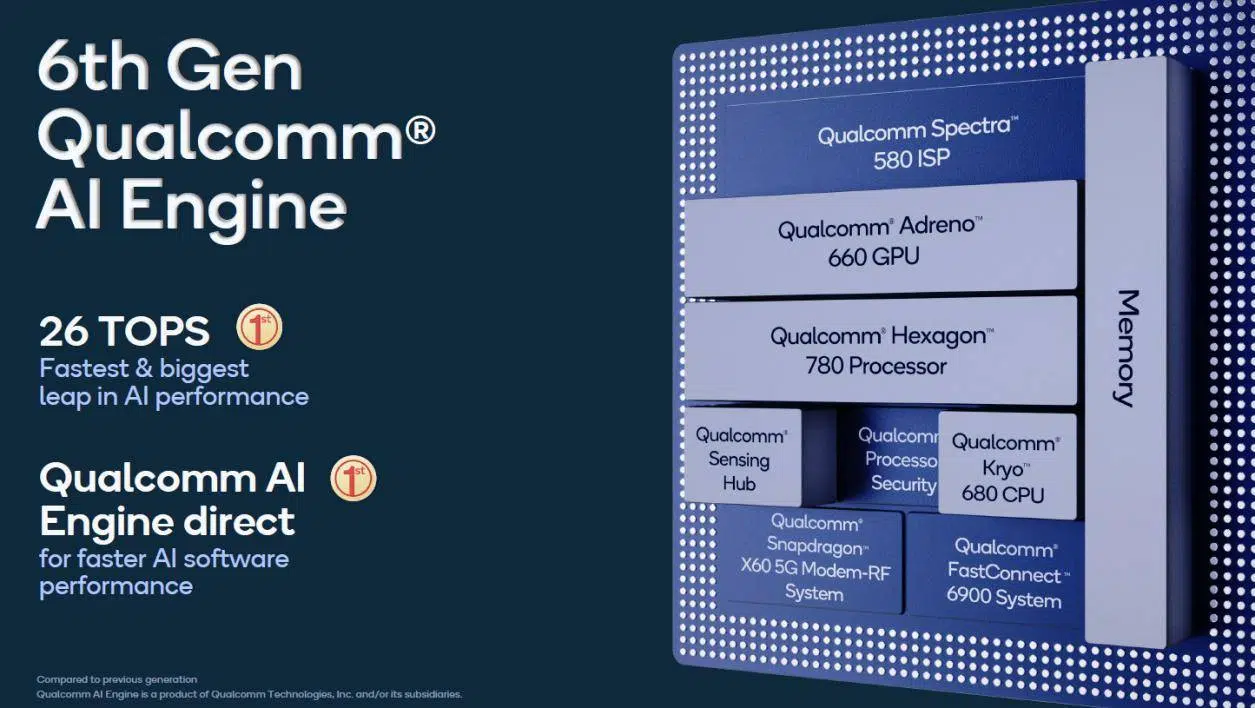 6th Gen
Qualcomm®
AI Engine
26 TOPS
1st
Fastest & biggest
leap in AI performance
Qualcomm AI
Engine direct
1st
for faster AI software
performance
Compared to previous generation
Qualcomm AI Engine is a product of Qualcomm Technologies, Inc. and/or its subsidiaries.
Qualcomm Spectra™
580 ISP
Qualcomm® Adreno™
660 GPU
Qualcomm® Hexagon™
780 Processor
Qualcomm®
Sensing
Hub
Qualcomm
Processo
Security
Qualcomm®
Kryo™
680 CPU
Qualcomm®
Snapdragon™
X60 5G Modem-RF
System
Qualcomm®
FastConnect™
6900 System
Memory